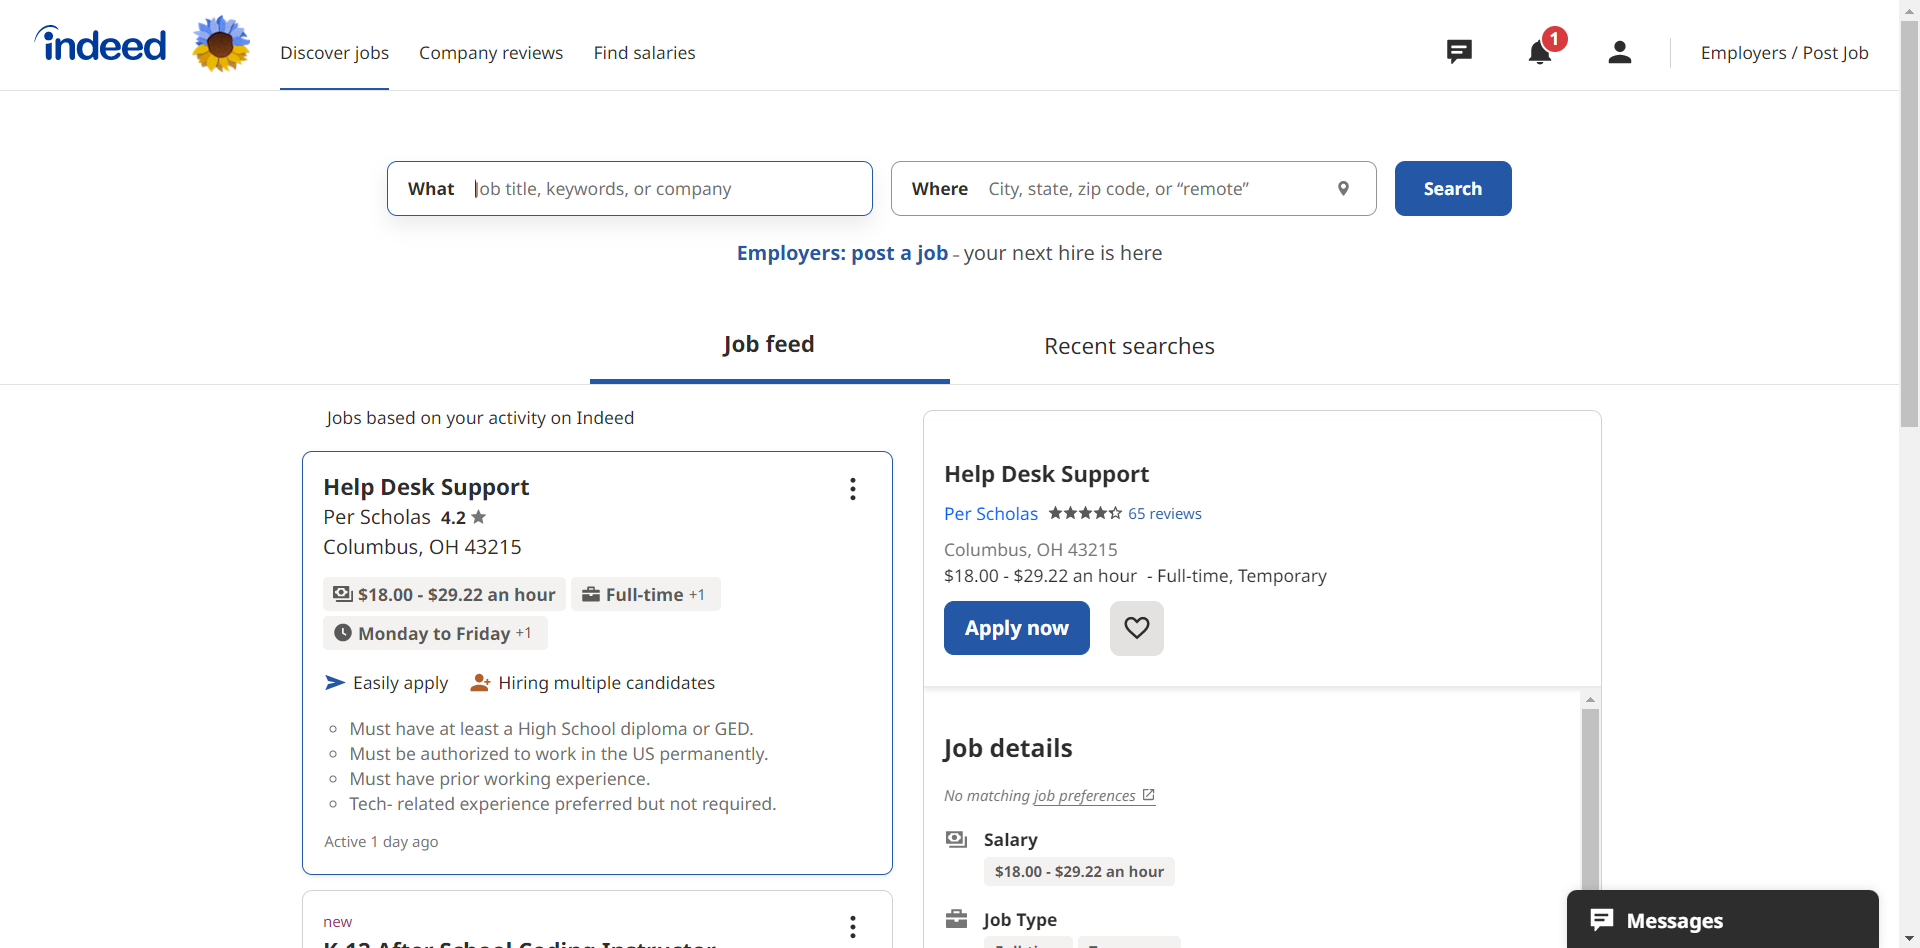 indeed
Discover jobs
Company reviews
Find salaries
1
Employers / Post Job
What
Job title, keywords, or company
Where
City, state, zip code, or “remote”
Search
Employers: post a job – your next hire is here
Job feed
Recent searches
Jobs based on your activity on Indeed
Help Desk Support
Per Scholas 4.2
Columbus, OH 43215
$18.00 - $29.22 an hour
Full-time +1
Monday to Friday +1
Easily apply
Hiring multiple candidates
Must have at least a High School diploma or GED.
Must be authorized to work in the US permanently.
Must have prior working experience.
Tech- related experience preferred but not required.
Active 1 day ago
new
K-12 After School Coding Instructor
Help Desk Support
Per Scholas
65 reviews
Columbus, OH 43215
$18.00 - $29.22 an hour - Full-time, Temporary
Apply now
Job details
No matching job preferences
Salary
$18.00 - $29.22 an hour
Job Type
Messages